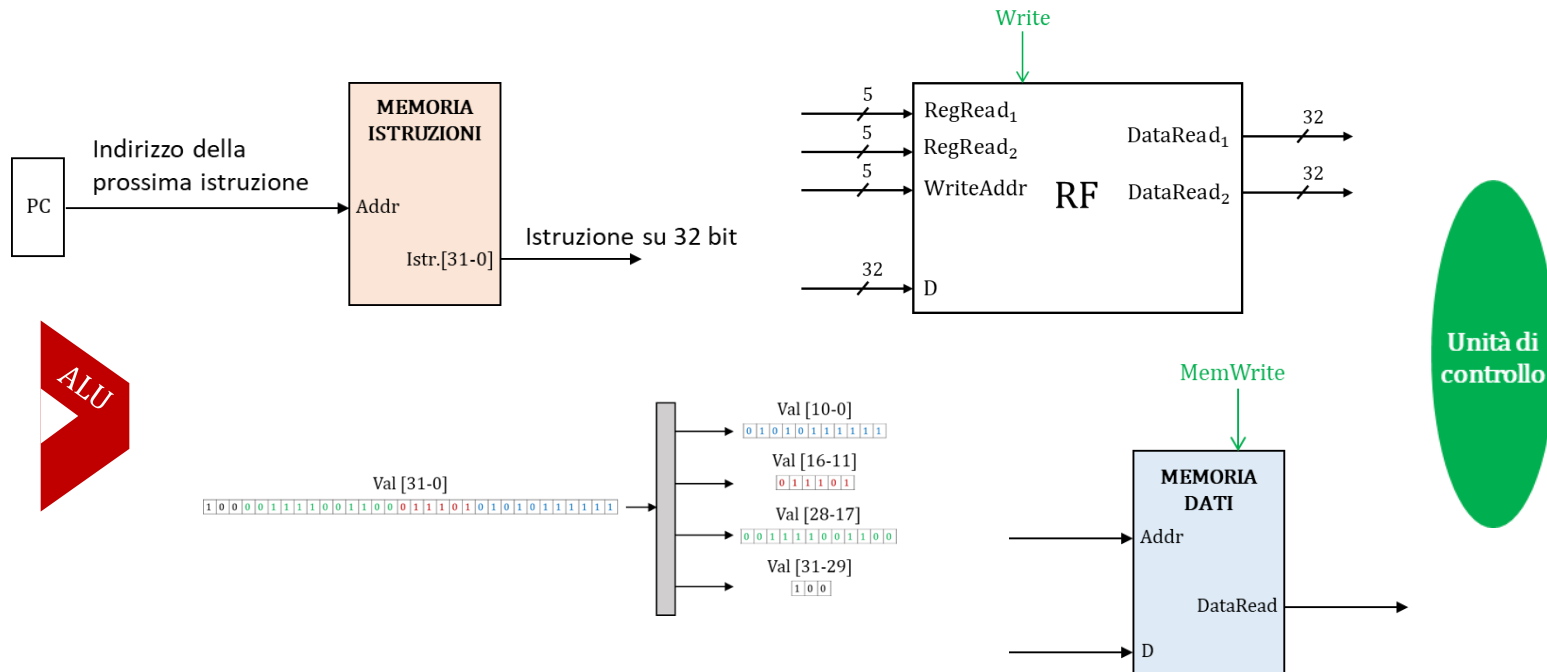 Write
MEMORIA
ISTRUZIONI
Indirizzo della
prossima istruzione
PC
Addr
Istr.[31-0]
Istruzione su 32 bit
5
RegRead1
5
RegRead2
5
WriteAddr
32
D
RF
DataRead1
32
DataRead2
32
Unità di
controllo
ALU
Val [31-0]
1 0 0 0 0 1 1 1 1 0 0 1 1 0 0 0 1 1 1 0 1 0 1 0 1 0 1 1 1 1 1 1
Val [10-0]
0 1 0 1 0 1 1 1 1 1 1
Val [16-11]
0 1 1 1 0 1
Val [28-17]
0 0 1 1 1 1 0 0 1 1 0 0
Val [31-29]
1 0 0
MemWrite
MEMORIA
DATI
Addr
DataRead
D